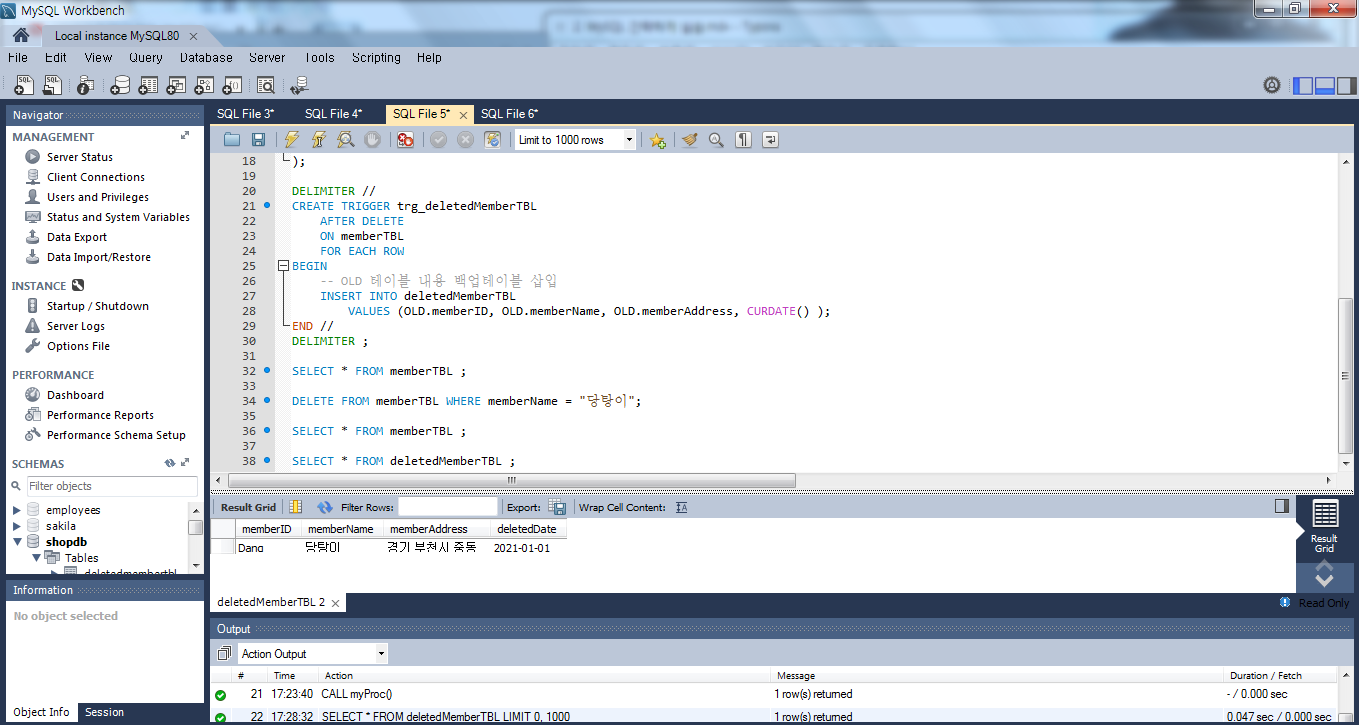 MySQL Workbench
Local instance MySQL80
File Edit View Query Database Server Tools Scripting Help
Navigator
MANAGEMENT
Server Status
Client Connections
Users and Privileges
Status and System Variables
Data Export
Data Import/Restore
INSTANCE
Startup / Shutdown
Server Logs
Options File
PERFORMANCE
Dashboard
Performance Reports
Performance Schema Setup
SCHEMAS
Filter objects
employees
sakila
shopdb
Tables
deletedmembertbl
Information
No object selected
Object Info Session
SQL File 3* SQL File 4* SQL File 5* SQL File 6*
Limit to 1000 rows
18 );
19
20 DELIMITER //
21 CREATE TRIGGER trg_deletedMemberTBL
22 AFTER DELETE
23 ON memberTBL
24 FOR EACH ROW
25 BEGIN
26 -- OLD 테이블 내용 백업테이블 삽입
27 INSERT INTO deletedMemberTBL
28 VALUES (OLD.memberID, OLD.memberName, OLD.memberAddress, CURDATE() );
29 END //
30 DELIMITER ;
31
32 SELECT * FROM memberTBL ;
33
34 DELETE FROM memberTBL WHERE memberName = "당탕이";
35
36 SELECT * FROM memberTBL ;
37
38 SELECT * FROM deletedMemberTBL ;
Result Grid Filter Rows: Export: Wrap Cell Content:
memberID memberName memberAddress deletedDate
Dang 당탕이 경기 부천시 중동 2021-01-01
Result
Grid
deletedMemberTBL 2
Read Only
Output
Action Output
# Time Action Message Duration / Fetch
21 17:23:40 CALL myProc() 1 row(s) returned - / 0.000 sec
22 17:28:32 SELECT * FROM deletedMemberTBL LIMIT 0, 1000 1 row(s) returned 0.047 sec / 0.000 sec